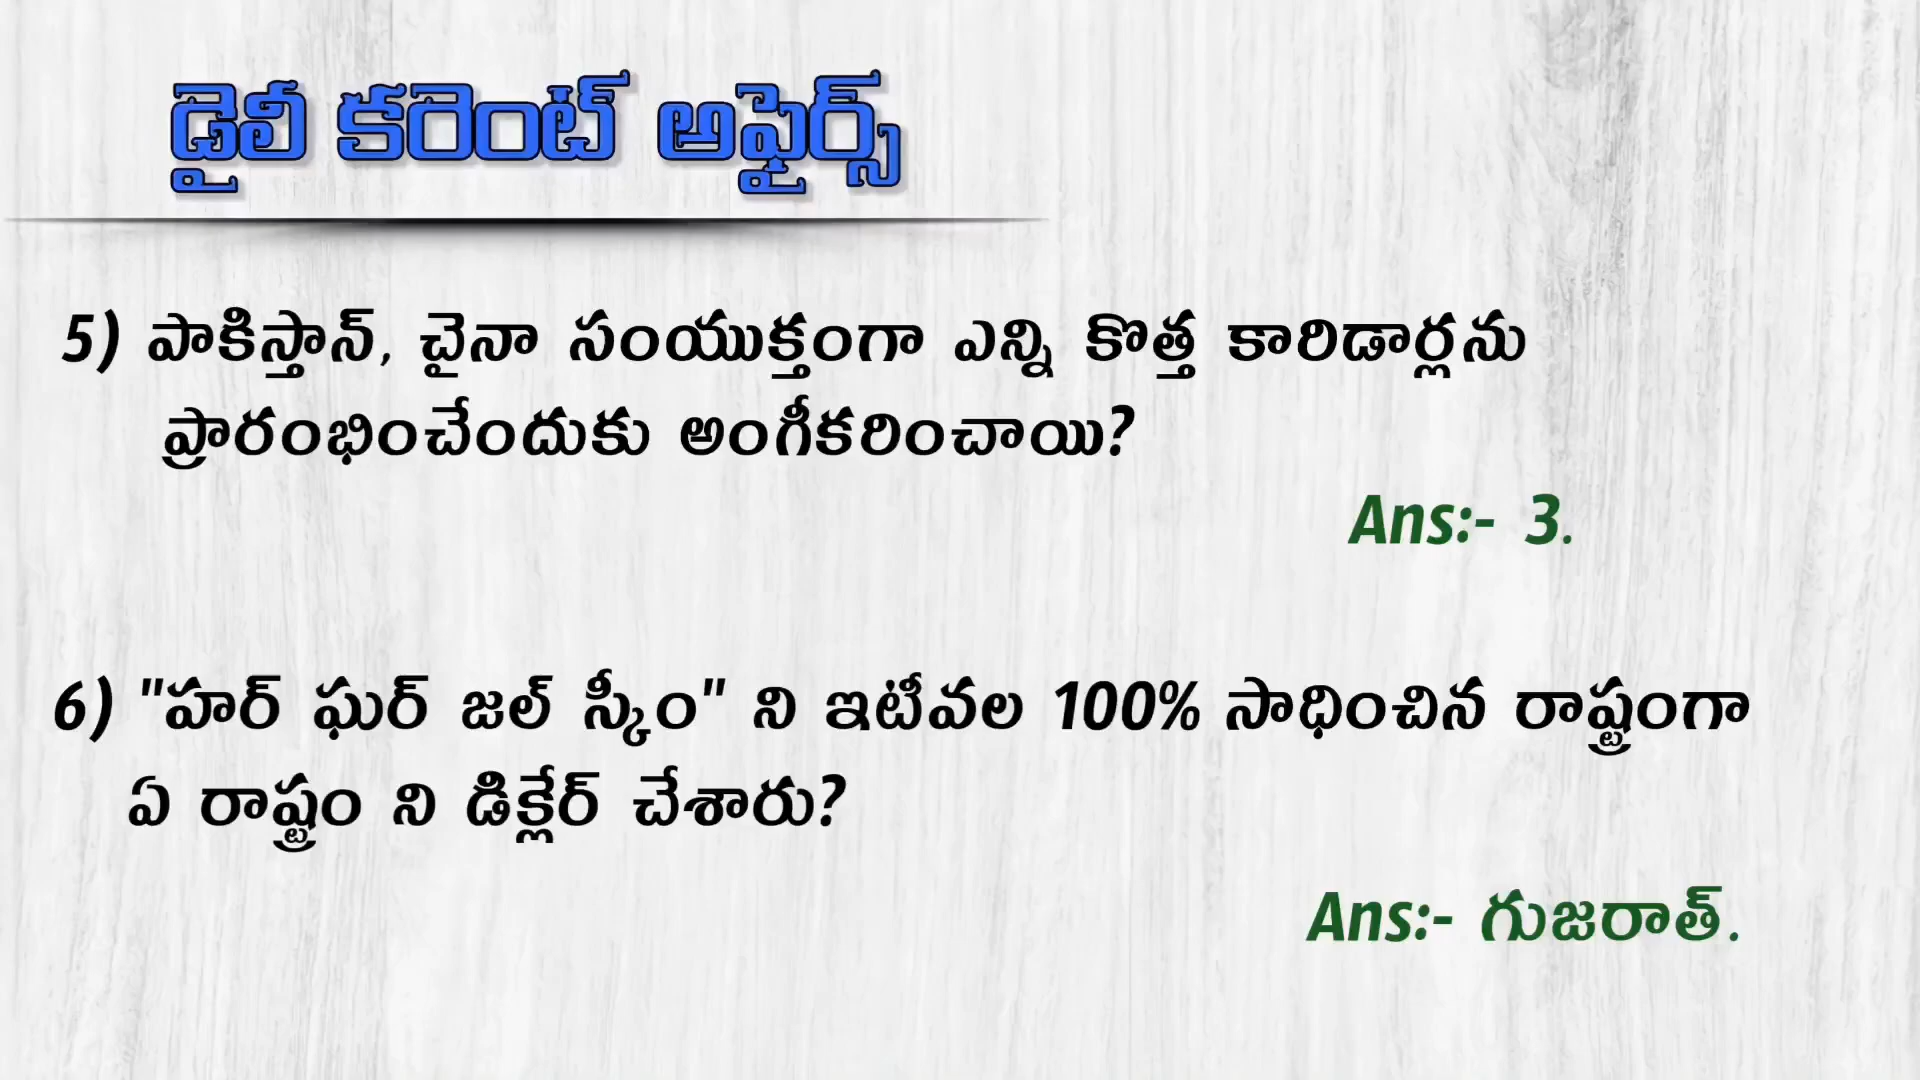 డైలీ కరెంట్ అఫైర్స్
5) పాకిస్తాన్, చైనా సంయుక్తంగా ఎన్ని కొత్త కారిడార్లను
ప్రారంభించేందుకు అంగీకరించాయి?
Ans:- 3.
6) "హర్ ఘర్ జల్ స్కీం" ని ఇటీవల 100% సాధించిన రాష్ట్రంగా
ఏ రాష్ట్రం ని డిక్లేర్ చేశారు?
Ans:- గుజరాత్.